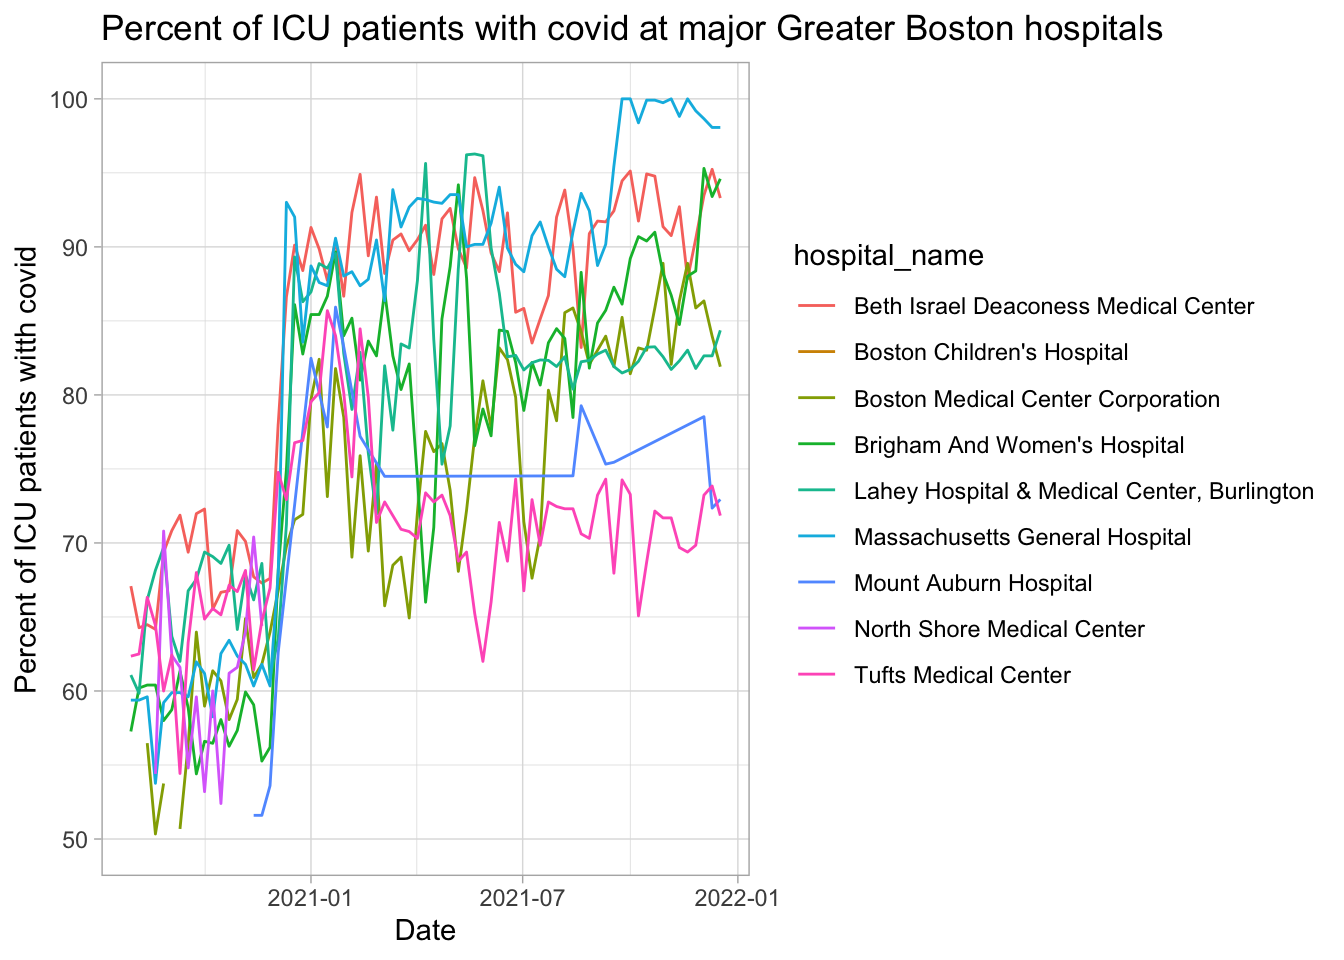 Percent of ICU patients with covid at major Greater Boston hospitals
Percent of ICU patients with covid
100
90
80
70
60
50
2021-01
2021-07
2022-01
Date
hospital_name
Beth Israel Deaconess Medical Center
Boston Children's Hospital
Boston Medical Center Corporation
Brigham And Women's Hospital
Lahey Hospital & Medical Center, Burlington
Massachusetts General Hospital
Mount Auburn Hospital
North Shore Medical Center
Tufts Medical Center